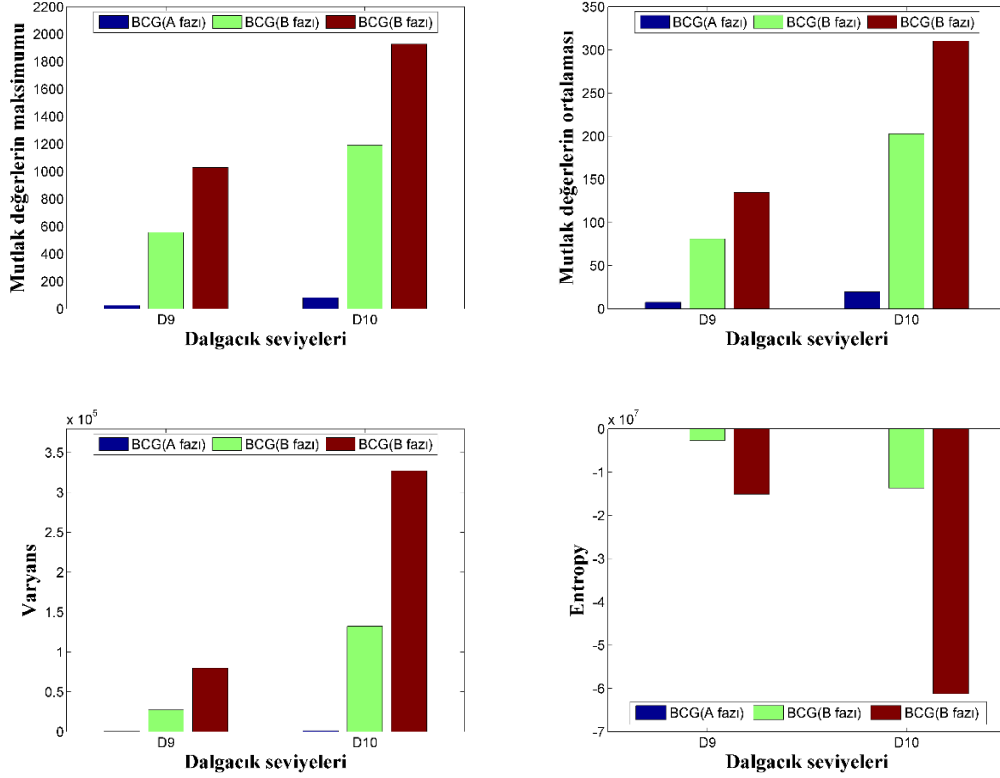 BCG(A fazı) BCG(B fazı) BCG(B fazı)
Mutlak değerlerin maksimumu
2200
2000
1800
1600
1400
1200
1000
800
600
400
200
0
D9 D10
Dalgacık seviyeleri
BCG(A fazı) BCG(B fazı) BCG(B fazı)
Mutlak değerlerin ortalaması
350
300
250
200
150
100
50
0
D9 D10
Dalgacık seviyeleri
x 10^5
BCG(A fazı) BCG(B fazı) BCG(B fazı)
Varyans
3.5
3
2.5
2
1.5
1
0.5
0
D9 D10
Dalgacık seviyeleri
x 10^7
Entropy
0
-1
-2
-3
-4
-5
-6
-7
BCG(A fazı) BCG(B fazı) BCG(B fazı)
D9 D10
Dalgacık seviyeleri